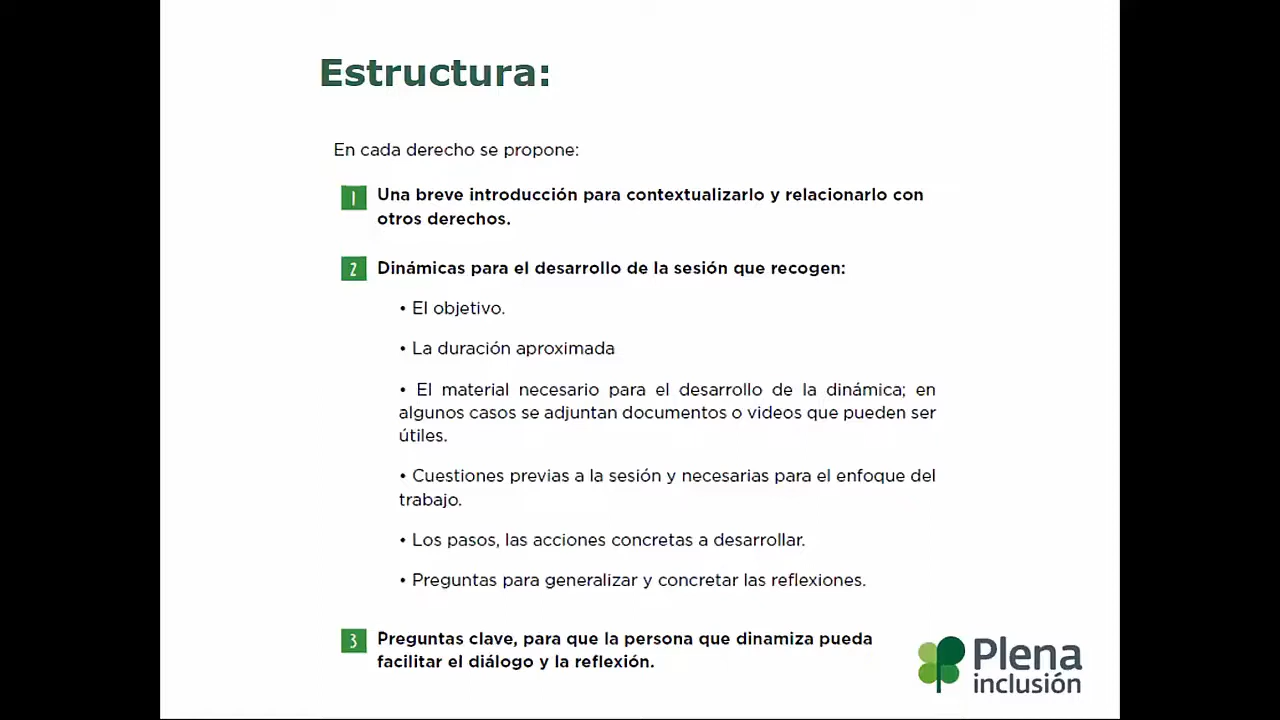 Estructura:
En cada derecho se propone:
1 Una breve introducción para contextualizarlo y relacionarlo con
otros derechos.
2 Dinámicas para el desarrollo de la sesión que recogen:
• El objetivo.
• La duración aproximada
• El material necesario para el desarrollo de la dinámica; en
algunos casos se adjuntan documentos o videos que pueden ser
útiles.
• Cuestiones previas a la sesión y necesarias para el enfoque del
trabajo.
• Los pasos, las acciones concretas a desarrollar.
• Preguntas para generalizar y concretar las reflexiones.
3 Preguntas clave, para que la persona que dinamiza pueda
facilitar el diálogo y la reflexión.
Plena
inclusión